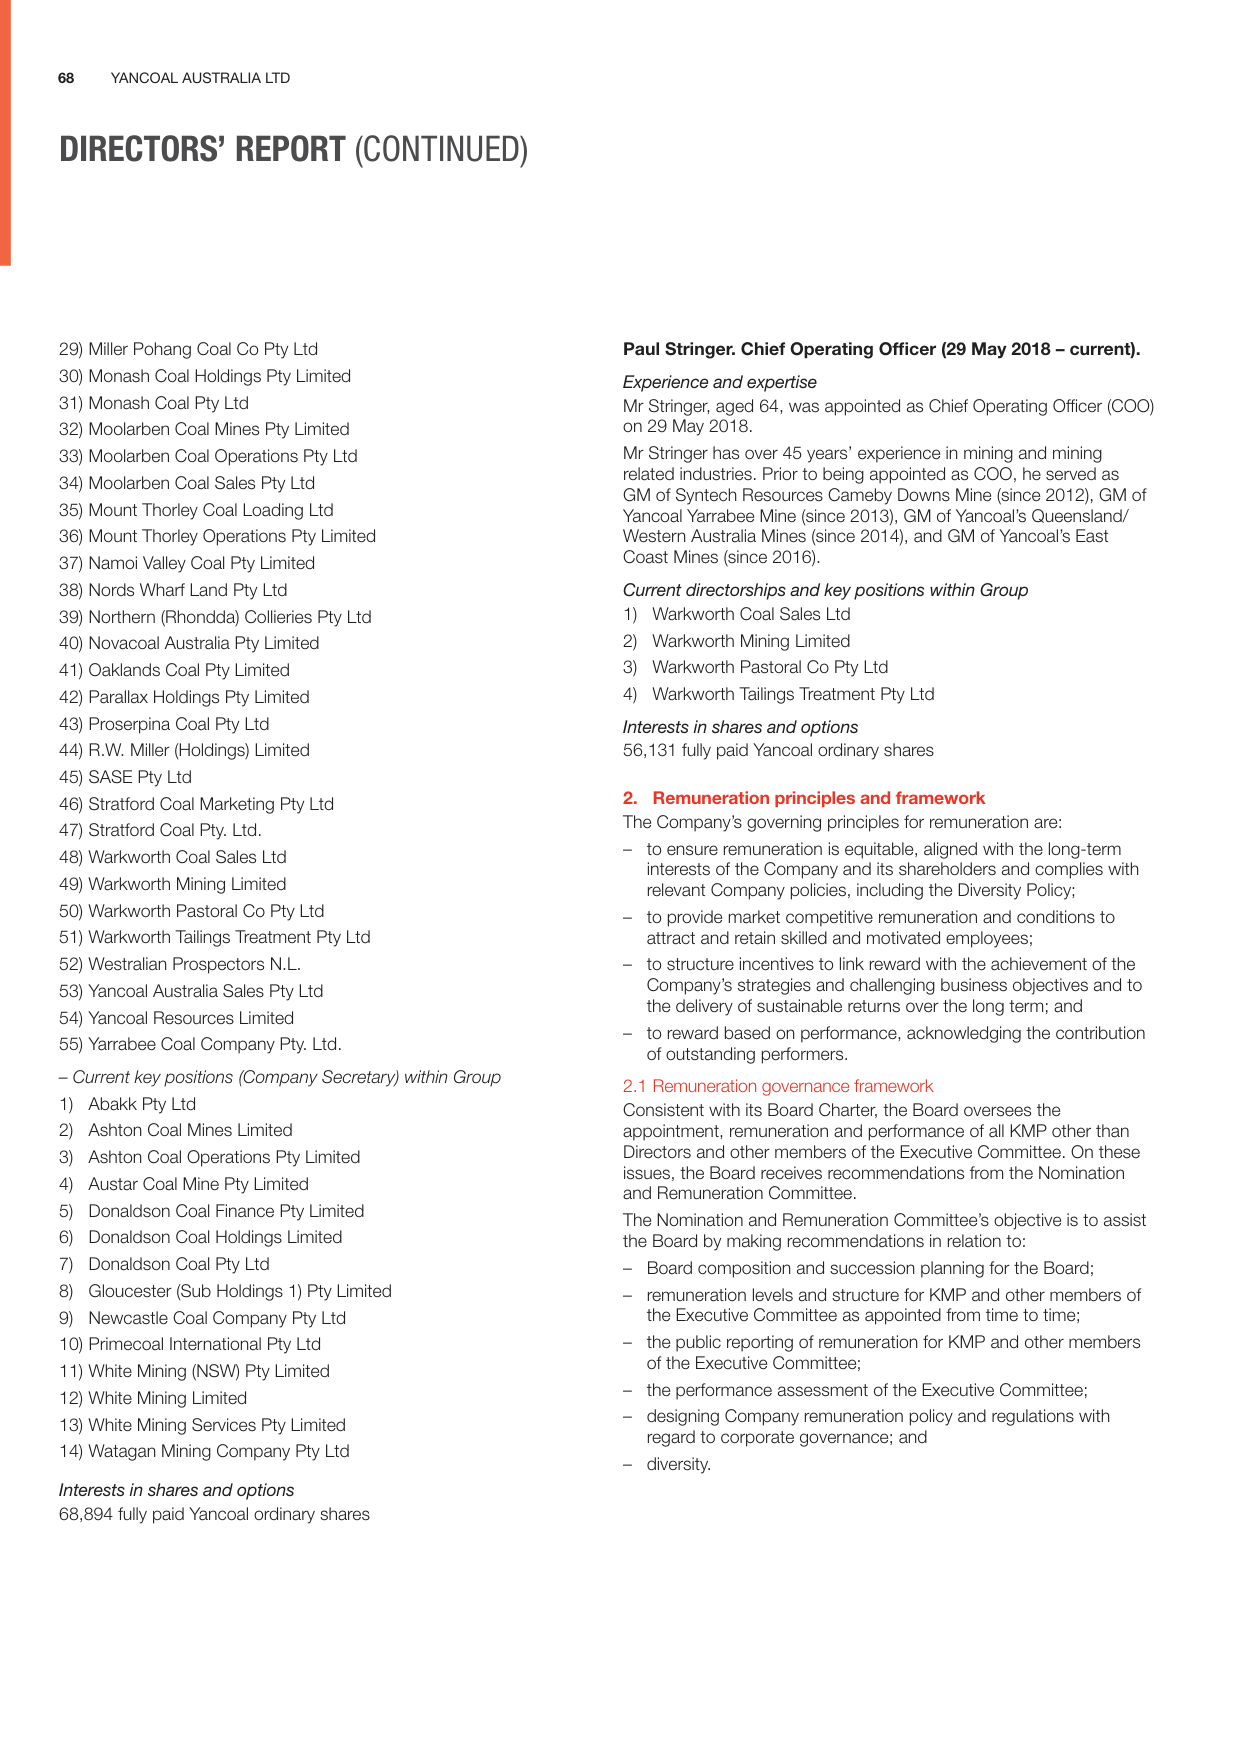 68 YANCOAL AUSTRALIA LTD
DIRECTORS’ REPORT (CONTINUED)
29) Miller Pohang Coal Co Pty Ltd
30) Monash Coal Holdings Pty Limited
31) Monash Coal Pty Ltd
32) Moolarben Coal Mines Pty Limited
33) Moolarben Coal Operations Pty Ltd
34) Moolarben Coal Sales Pty Ltd
35) Mount Thorley Coal Loading Ltd
36) Mount Thorley Operations Pty Limited
37) Namoi Valley Coal Pty Limited
38) Nords Wharf Land Pty Ltd
39) Northern (Rhondda) Collieries Pty Ltd
40) Novacoal Australia Pty Limited
41) Oaklands Coal Pty Limited
42) Parallax Holdings Pty Limited
43) Proserpina Coal Pty Ltd
44) R.W. Miller (Holdings) Limited
45) SASE Pty Ltd
46) Stratford Coal Marketing Pty Ltd
47) Stratford Coal Pty. Ltd.
48) Warkworth Coal Sales Ltd
49) Warkworth Mining Limited
50) Warkworth Pastoral Co Pty Ltd
51) Warkworth Tailings Treatment Pty Ltd
52) Westralian Prospectors N.L.
53) Yancoal Australia Sales Pty Ltd
54) Yancoal Resources Limited
55) Yarrabee Coal Company Pty. Ltd.
– Current key positions (Company Secretary) within Group
1) Abakk Pty Ltd
2) Ashton Coal Mines Limited
3) Ashton Coal Operations Pty Limited
4) Austar Coal Mine Pty Limited
5) Donaldson Coal Finance Pty Limited
6) Donaldson Coal Holdings Limited
7) Donaldson Coal Pty Ltd
8) Gloucester (Sub Holdings 1) Pty Limited
9) Newcastle Coal Company Pty Ltd
10) Primecoal International Pty Ltd
11) White Mining (NSW) Pty Limited
12) White Mining Limited
13) White Mining Services Pty Limited
14) Watagan Mining Company Pty Ltd
Interests in shares and options
68,894 fully paid Yancoal ordinary shares
Paul Stringer. Chief Operating Officer (29 May 2018 – current).
Experience and expertise
Mr Stringer, aged 64, was appointed as Chief Operating Officer (COO)
on 29 May 2018.
Mr Stringer has over 45 years’ experience in mining and mining
related industries. Prior to being appointed as COO, he served as
GM of Syntech Resources Cameby Downs Mine (since 2012), GM of
Yancoal Yarrabee Mine (since 2013), GM of Yancoal’s Queensland/
Western Australia Mines (since 2014), and GM of Yancoal’s East
Coast Mines (since 2016).
Current directorships and key positions within Group
1) Warkworth Coal Sales Ltd
2) Warkworth Mining Limited
3) Warkworth Pastoral Co Pty Ltd
4) Warkworth Tailings Treatment Pty Ltd
Interests in shares and options
56,131 fully paid Yancoal ordinary shares
2. Remuneration principles and framework
The Company’s governing principles for remuneration are:
– to ensure remuneration is equitable, aligned with the long-term
interests of the Company and its shareholders and complies with
relevant Company policies, including the Diversity Policy;
– to provide market competitive remuneration and conditions to
attract and retain skilled and motivated employees;
– to structure incentives to link reward with the achievement of the
Company’s strategies and challenging business objectives and to
the delivery of sustainable returns over the long term; and
– to reward based on performance, acknowledging the contribution
of outstanding performers.
2.1 Remuneration governance framework
Consistent with its Board Charter, the Board oversees the
appointment, remuneration and performance of all KMP other than
Directors and other members of the Executive Committee. On these
issues, the Board receives recommendations from the Nomination
and Remuneration Committee.
The Nomination and Remuneration Committee’s objective is to assist
the Board by making recommendations in relation to:
– Board composition and succession planning for the Board;
– remuneration levels and structure for KMP and other members of
the Executive Committee as appointed from time to time;
– the public reporting of remuneration for KMP and other members
of the Executive Committee;
– the performance assessment of the Executive Committee;
– designing Company remuneration policy and regulations with
regard to corporate governance; and
– diversity.